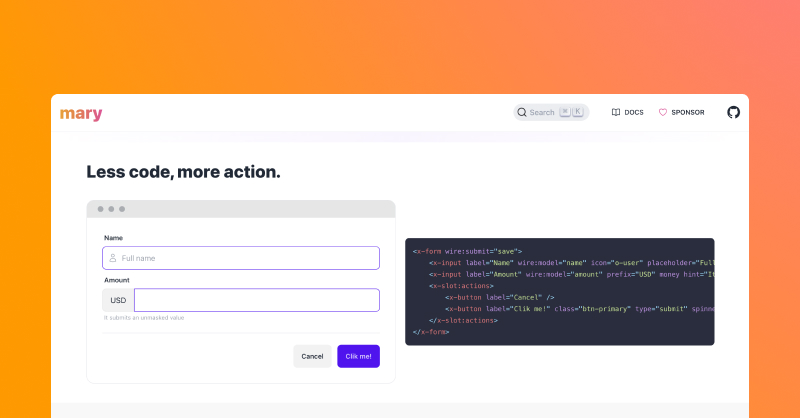 mary
Search ⌘ K
DOCS
SPONSOR
Less code, more action.
Name
Full name
Amount
USD
It submits an unmasked value
Cancel
Clik me!
<x-form wire:submit="save">
<x-input label="Name" wire:model="name" icon="o-user" placeholder="Full
<x-input label="Amount" wire:model="amount" prefix="USD" money hint="It
<x-slot:actions>
<x-button label="Cancel" />
<x-button label="Clik me!" class="btn-primary" type="submit" spinne
</x-slot:actions>
</x-form>